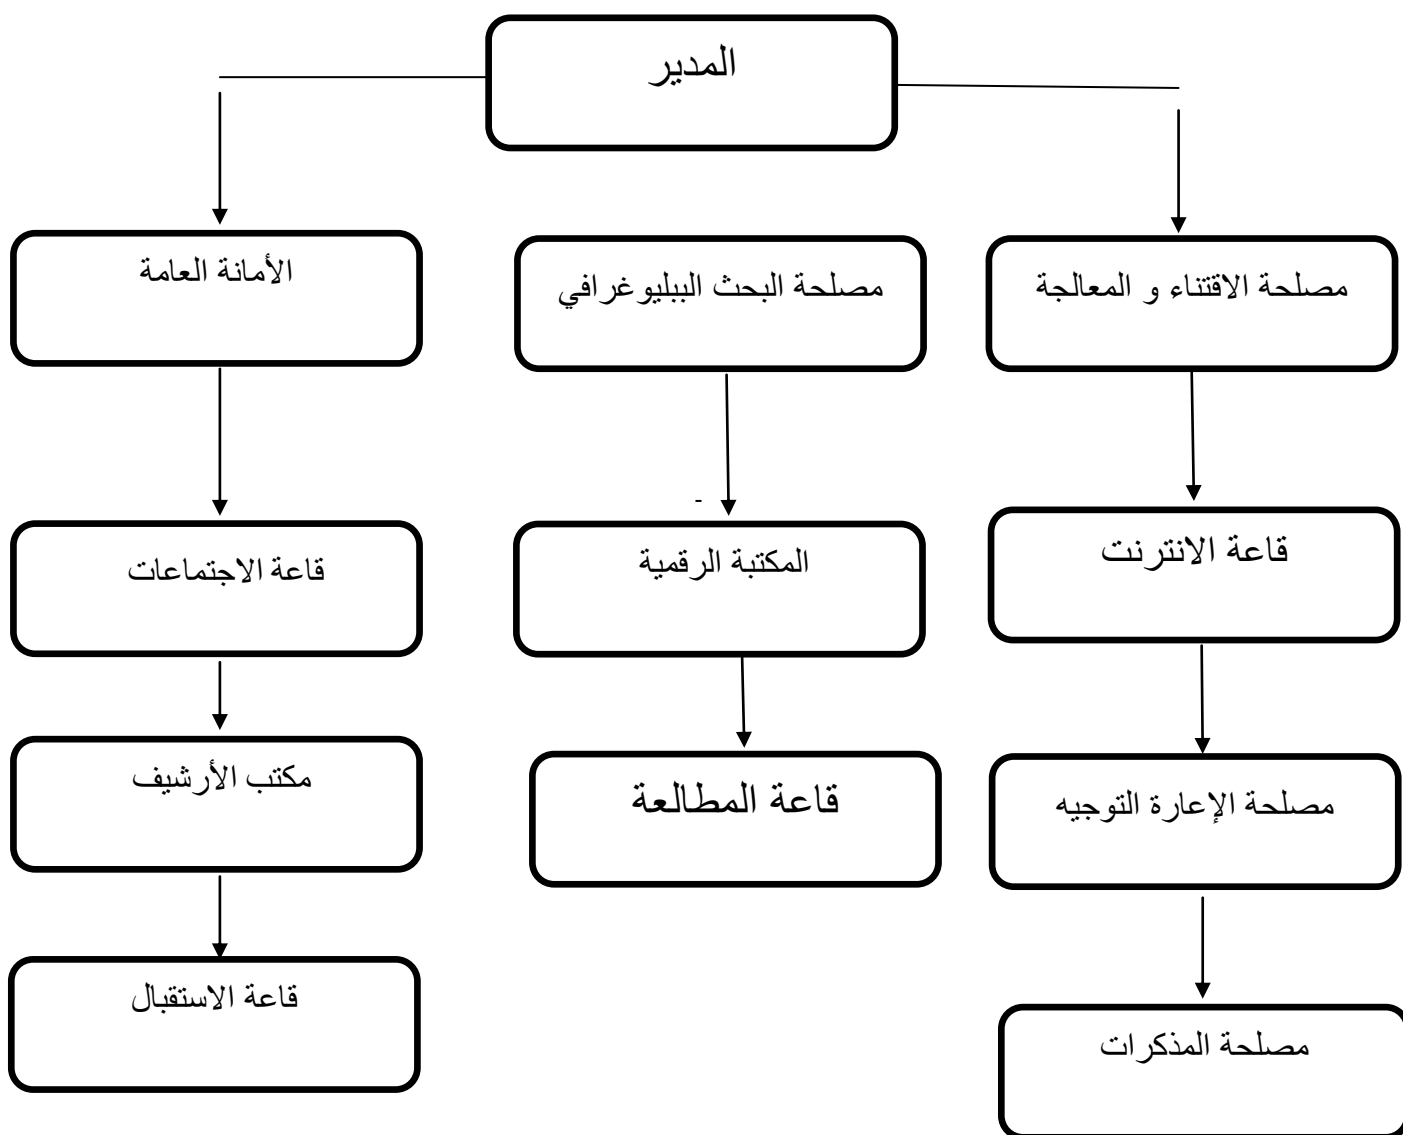 المدير
مصلحة الاقتناء و المعالجة
مصلحة البحث الببليوغرافي
الأمانة العامة
-
قاعة الانترنت
المكتبة الرقمية
قاعة الاجتماعات
مصلحة الإعارة التوجيه
قاعة المطالعة
مكتب الأرشيف
مصلحة المذكرات
قاعة الاستقبال